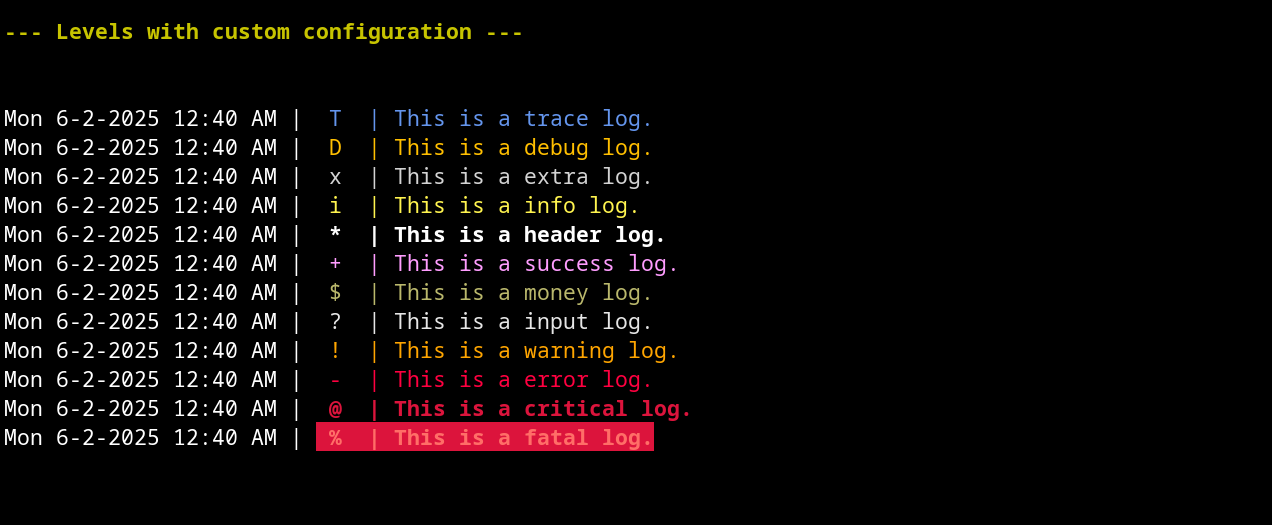 --- Levels with custom configuration ---
Mon 6-2-2025 12:40 AM |  T  | This is a trace log.
Mon 6-2-2025 12:40 AM |  D  | This is a debug log.
Mon 6-2-2025 12:40 AM |  x  | This is a extra log.
Mon 6-2-2025 12:40 AM |  i  | This is a info log.
Mon 6-2-2025 12:40 AM |  *  | This is a header log.
Mon 6-2-2025 12:40 AM |  +  | This is a success log.
Mon 6-2-2025 12:40 AM |  $  | This is a money log.
Mon 6-2-2025 12:40 AM |  ?  | This is a input log.
Mon 6-2-2025 12:40 AM |  !  | This is a warning log.
Mon 6-2-2025 12:40 AM |  -  | This is a error log.
Mon 6-2-2025 12:40 AM |  @  | This is a critical log.
Mon 6-2-2025 12:40 AM |  %  | This is a fatal log.